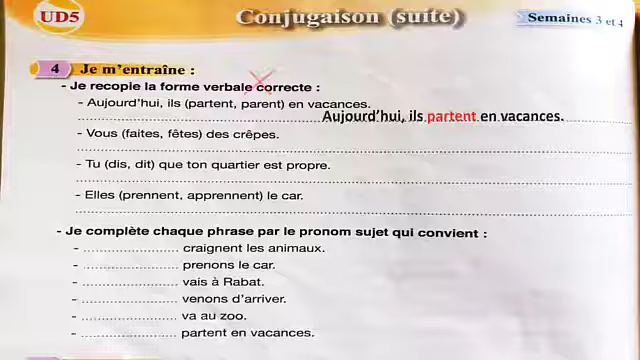 UD5
Conjugaison (suite)
Semaines 3 et 4
4 Je m'entraîne :
- Je recopie la forme verbale correcte :
- Aujourd'hui, ils (partent, parent) en vacances.
Aujourd'hui, ils partent en vacances.
- Vous (faites, fêtes) des crêpes.
- Tu (dis, dit) que ton quartier est propre.
- Elles (prennent, apprennent) le car.
- Je complète chaque phrase par le pronom sujet qui convient :
- ........................ craignent les animaux.
- ........................ prenons le car.
- ........................ vais à Rabat.
- ........................ venons d'arriver.
- ........................ va au zoo.
- ........................ partent en vacances.